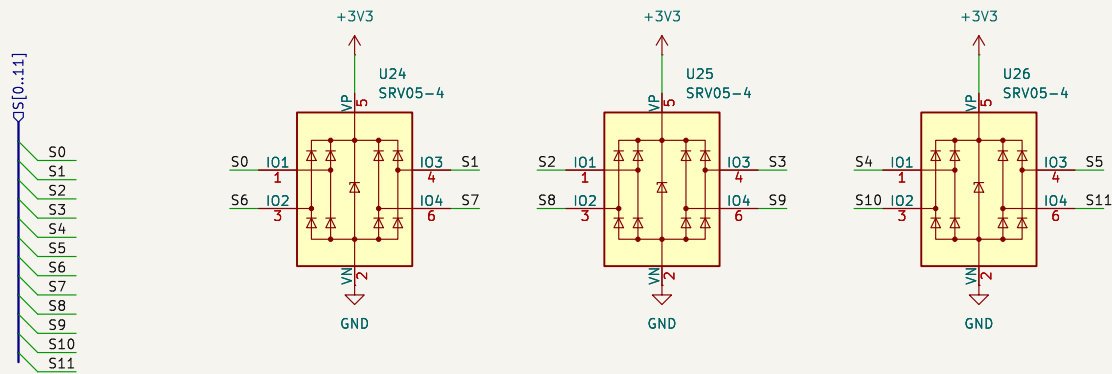 S[0..11]
S0
S1
S2
S3
S4
S5
S6
S7
S8
S9
S10
S11
+3V3
U24
SRV05-4
VP 5
S0 IO1 1
IO3 4 S1
S6 IO2 3
IO4 6 S7
VN 2
GND
+3V3
U25
SRV05-4
VP 5
S2 IO1 1
IO3 4 S3
S8 IO2 3
IO4 6 S9
VN 2
GND
+3V3
U26
SRV05-4
VP 5
S4 IO1 1
IO3 4 S5
S10 IO2 3
IO4 6 S11
VN 2
GND